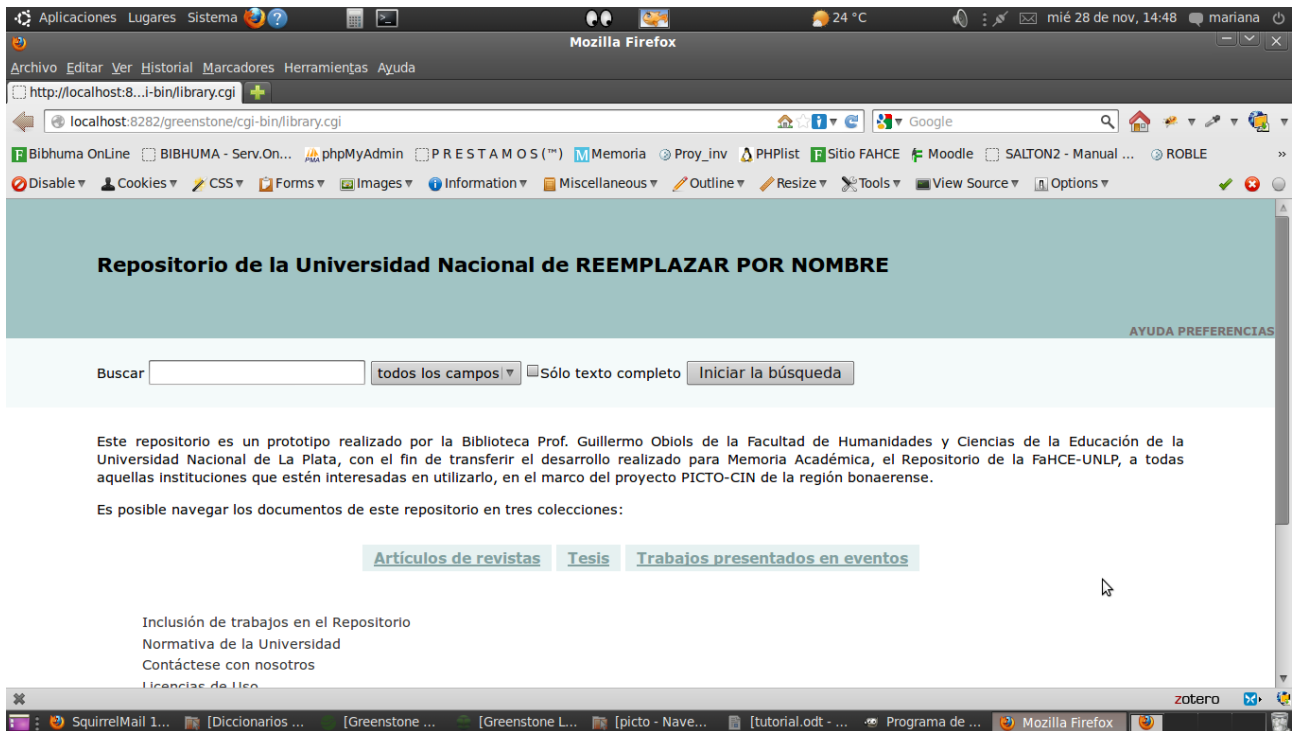 Aplicaciones Lugares Sistema 24 °C mié 28 de nov, 14:48 mariana
Mozilla Firefox
Archivo Editar Ver Historial Marcadores Herramientas Ayuda
http://localhost:8...i-bin/library.cgi
localhost:8282/greenstone/cgi-bin/library.cgi Google
Bibhuma OnLine BIBHUMA - Serv.On... phpMyAdmin P R E S T A M O S (™) Memoria Proy_inv PHPlist Sitio FAHCE Moodle SALTON2 - Manual ... ROBLE »
Disable Cookies CSS Forms Images Information Miscellaneous Outline Resize Tools View Source Options
Repositorio de la Universidad Nacional de REEMPLAZAR POR NOMBRE
AYUDA PREFERENCIAS
Buscar todos los campos Sólo texto completo Iniciar la búsqueda
Este repositorio es un prototipo realizado por la Biblioteca Prof. Guillermo Obiols de la Facultad de Humanidades y Ciencias de la Educación de la
Universidad Nacional de La Plata, con el fin de transferir el desarrollo realizado para Memoria Académica, el Repositorio de la FaHCE-UNLP, a todas
aquellas instituciones que estén interesadas en utilizarlo, en el marco del proyecto PICTO-CIN de la región bonaerense.
Es posible navegar los documentos de este repositorio en tres colecciones:
Artículos de revistas Tesis Trabajos presentados en eventos
Inclusión de trabajos en el Repositorio
Normativa de la Universidad
Contáctese con nosotros
Licencias de Uso
zotero
SquirrelMail 1... [Diccionarios ... [Greenstone ... [Greenstone L... [picto - Nave... [tutorial.odt - ... Programa de ... Mozilla Firefox